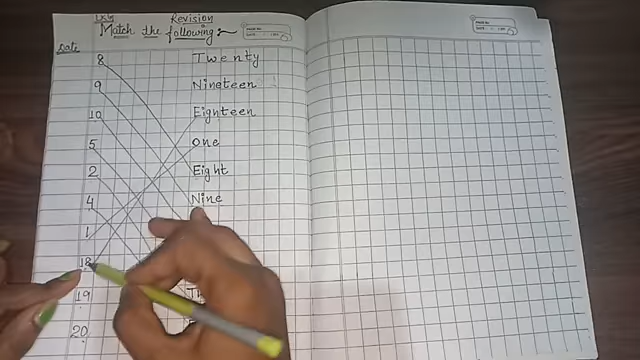 Revision
Match the following:~
Date
8 Twenty
9 Nineteen
10 Eighteen
5 One
2 Eight
4 Nine
1
18
19
20